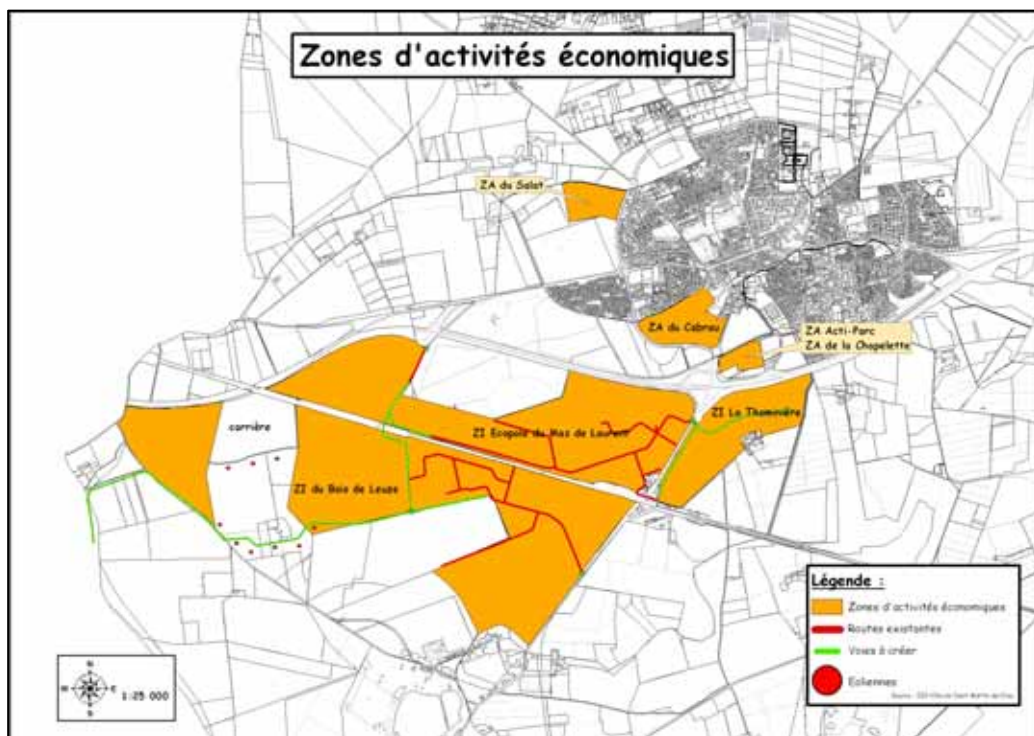 Zones d'activités économiques
ZA du Salat
ZA du Cabrau
ZA Acti-Parc
ZA de la Chapelette
ZI La Thominière
carrière
ZI Ecopole du Mas de Laurent
ZI du Bois de Leuze
Légende :
Zones d'activités économiques
Routes existantes
Voies à créer
Eoliennes
N
E
S
1:25 000